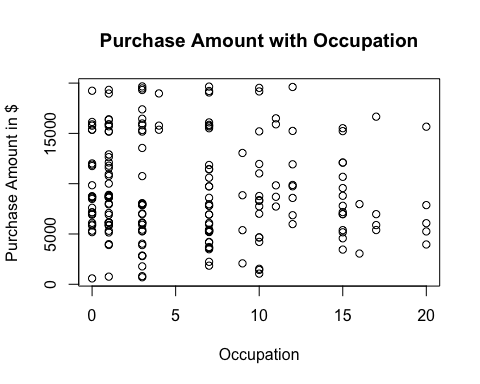 Purchase Amount with Occupation
Purchase Amount in $
15000
5000
0
0 5 10 15 20
Occupation